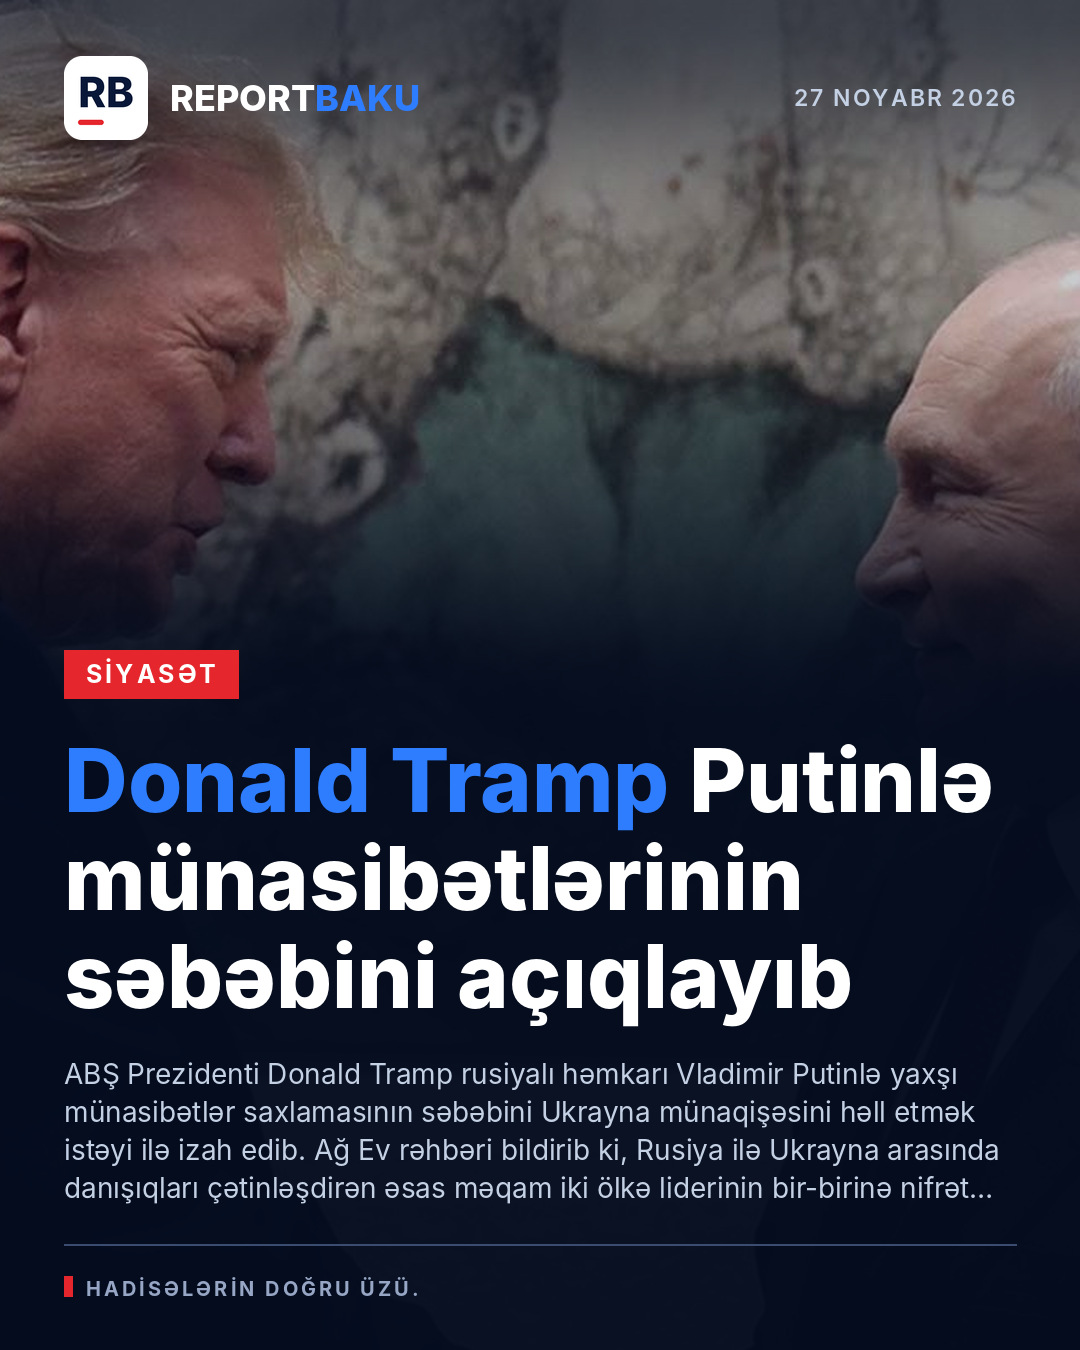 RB
REPORTBAKU
27 NOYABR 2026
SİYASƏT
Donald Tramp Putinlə
münasibətlərinin
səbəbini açıqlayıb
ABŞ Prezidenti Donald Tramp rusiyalı həmkarı Vladimir Putinlə yaxşı
münasibətlər saxlamasının səbəbini Ukrayna münaqişəsini həll etmək
istəyi ilə izah edib. Ağ Ev rəhbəri bildirib ki, Rusiya ilə Ukrayna arasında
danışıqları çətinləşdirən əsas məqam iki ölkə liderinin bir-birinə nifrət...
HADİSƏLƏRİN DOĞRU ÜZÜ.